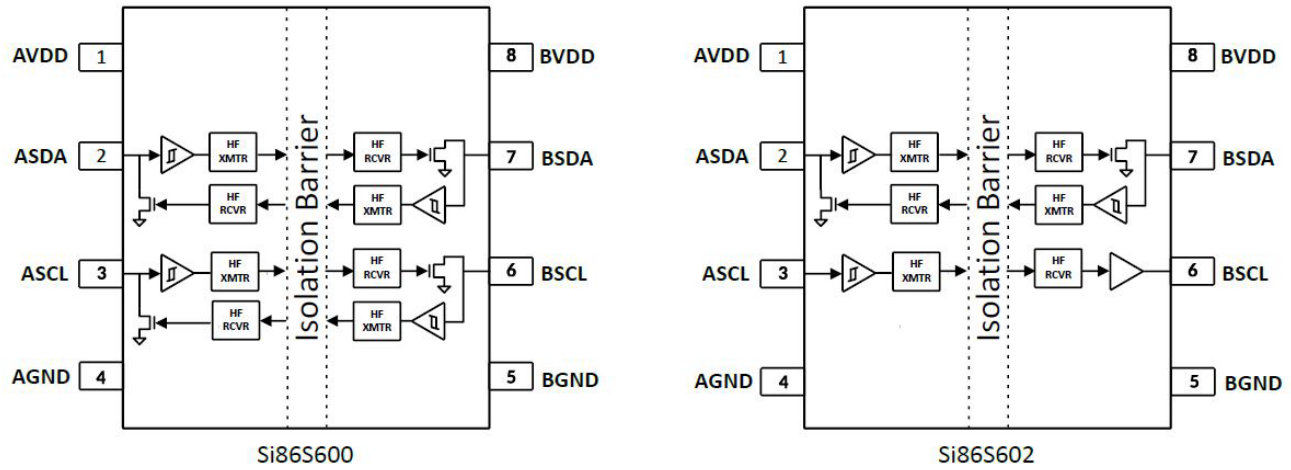 AVDD 1 8 BVDD
ASDA 2 HF XMTR HF RCVR 7 BSDA
HF RCVR HF XMTR
ASCL 3 HF XMTR HF RCVR 6 BSCL
HF RCVR HF XMTR
AGND 4 5 BGND
Isolation Barrier
Si86S600
AVDD 1 8 BVDD
ASDA 2 HF XMTR HF RCVR 7 BSDA
HF RCVR HF XMTR
ASCL 3 HF XMTR HF RCVR 6 BSCL
AGND 4 5 BGND
Isolation Barrier
Si86S602